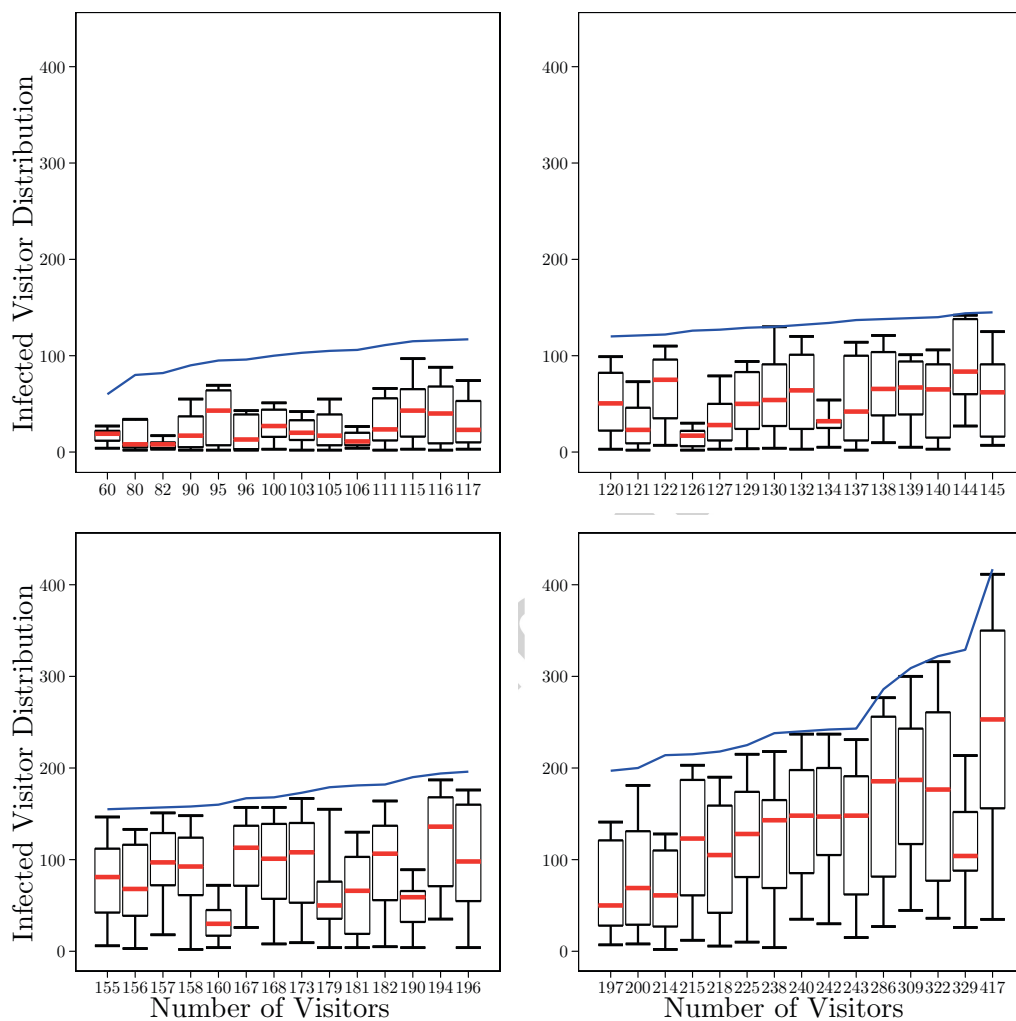 Infected Visitor Distribution
400
300
200
100
0
60 80 82 90 95 96 100 103 105 106 111 115 116 117
400
300
200
100
0
120 121 122 126 127 129 130 132 134 137 138 139 140 144 145
Infected Visitor Distribution
400
300
200
100
0
155 156 157 158 160 167 168 173 179 181 182 190 194 196
Number of Visitors
400
300
200
100
0
197 200 214 215 218 225 238 240 242 243 286 309 322 329 417
Number of Visitors